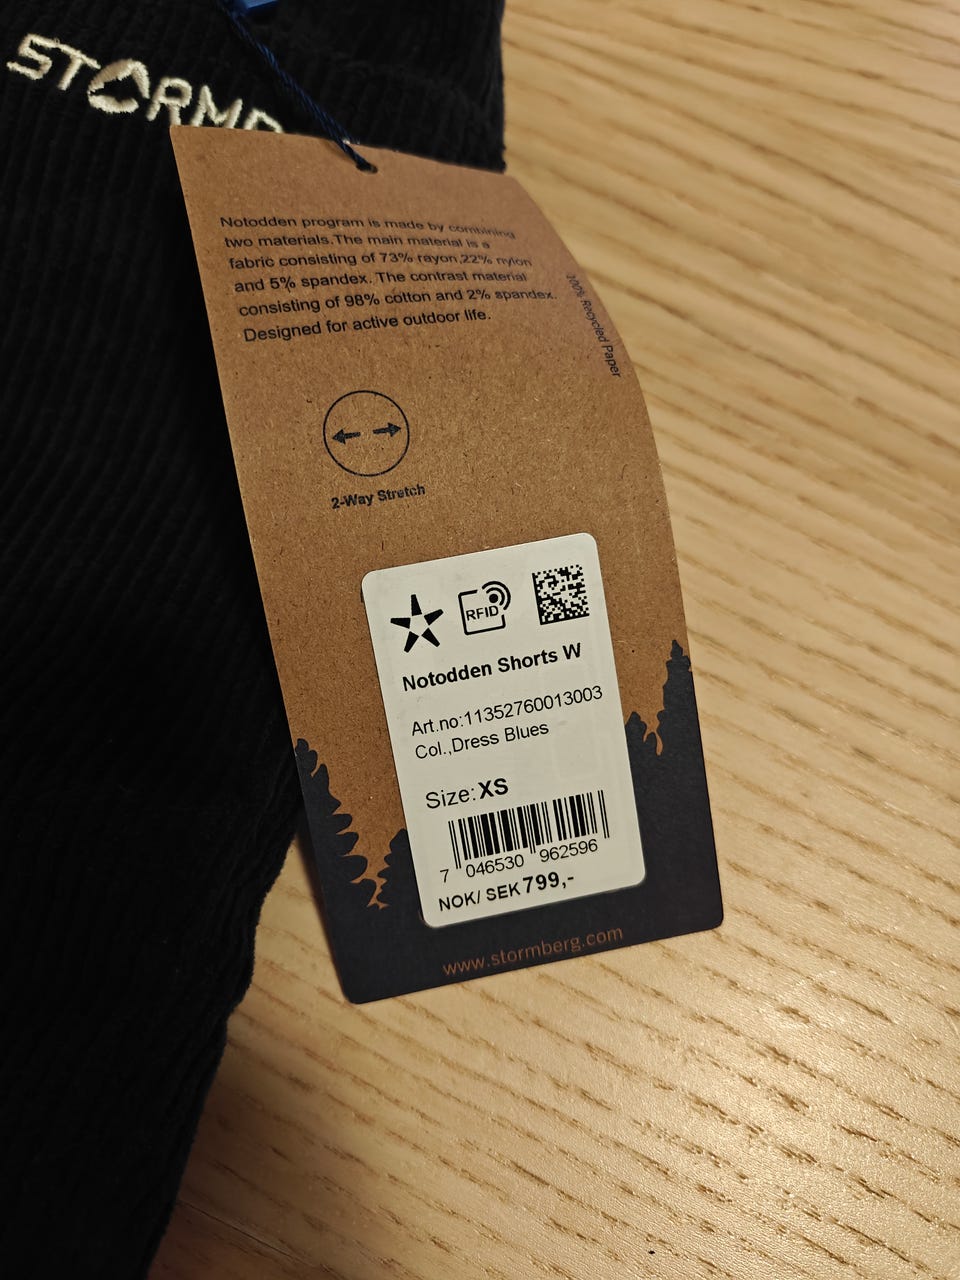 STORMB
Notodden program is made by combining
two materials.The main material is a
fabric consisting of 73% rayon,22% nylon
and 5% spandex. The contrast material
consisting of 98% cotton and 2% spandex.
Designed for active outdoor life.
100% Recycled Paper
2-Way Stretch
RFID
Notodden Shorts W
Art.no:11352760013003
Col.,Dress Blues
Size:XS
7 046530 962596
NOK/ SEK 799,-
www.stormberg.com